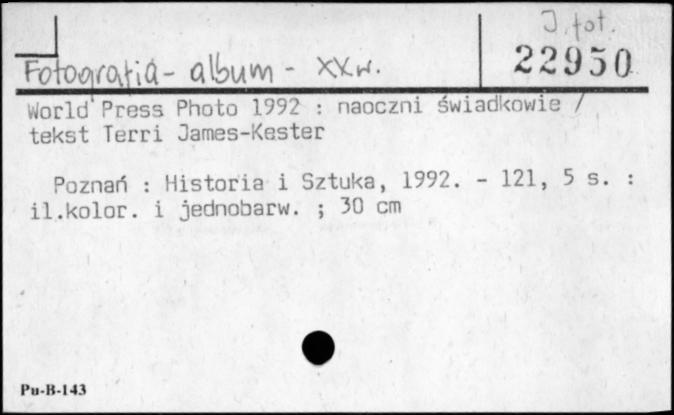 J. fot.
22950
Fotografia - album - XX w.
World Press Photo 1992 : naoczni świadkowie /
tekst Terri James-Kester
Poznań : Historia i Sztuka, 1992. - 121, 5 s. :
il.kolor. i jednobarw. ; 30 cm
Pu-B-143